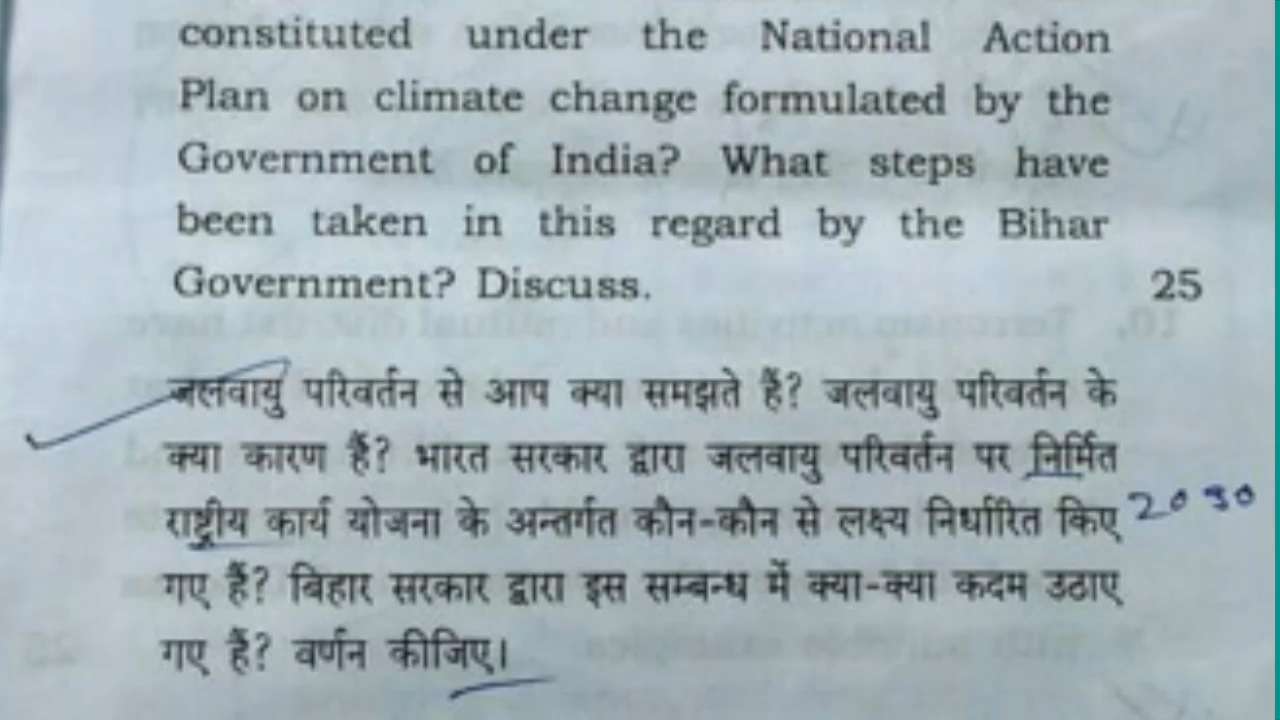 constituted under the National Action
Plan on climate change formulated by the
Government of India? What steps have
been taken in this regard by the Bihar
Government? Discuss. 25
जलवायु परिवर्तन से आप क्या समझते हैं? जलवायु परिवर्तन के
क्या कारण हैं? भारत सरकार द्वारा जलवायु परिवर्तन पर निर्मित
राष्ट्रीय कार्य योजना के अन्तर्गत कौन-कौन से लक्ष्य निर्धारित किए 2030
गए हैं? बिहार सरकार द्वारा इस सम्बन्ध में क्या-क्या कदम उठाए
गए हैं? वर्णन कीजिए।